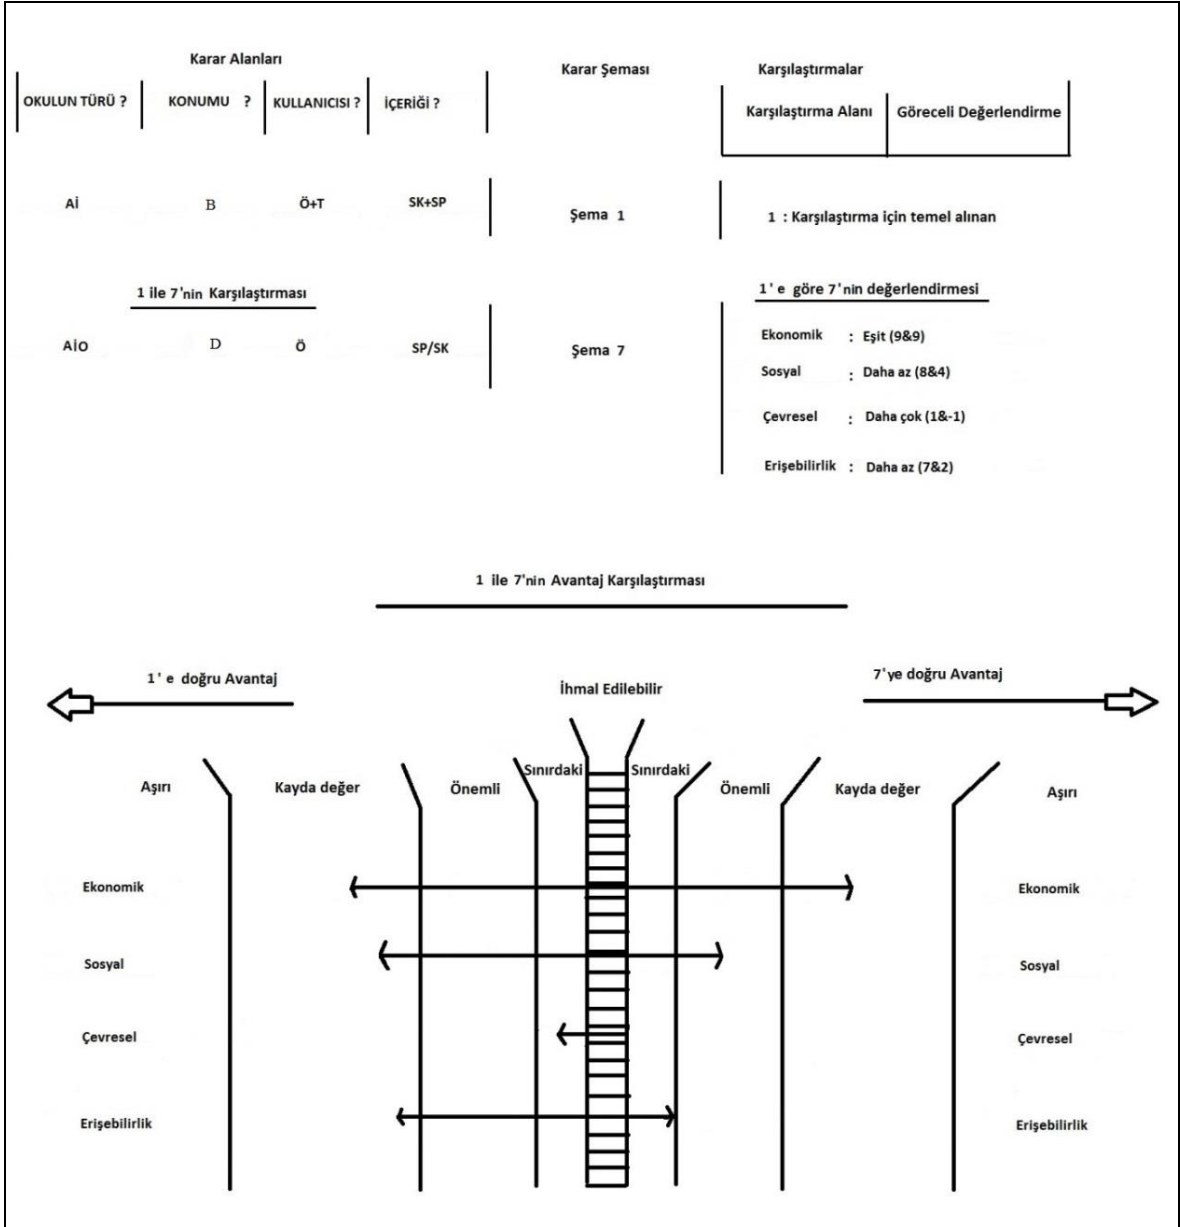 Karar Alanları
Karar Şeması
Karşılaştırmalar
OKULUN TÜRÜ ?
KONUMU ?
KULLANICISI ?
İÇERİĞİ ?
Karşılaştırma Alanı
Göreceli Değerlendirme
Aİ
B
Ö+T
SK+SP
Şema 1
1 : Karşılaştırma için temel alınan
1 ile 7'nin Karşılaştırması
1' e göre 7'nin değerlendirmesi
AİO
D
Ö
SP/SK
Şema 7
Ekonomik : Eşit (9&9)
Sosyal : Daha az (8&4)
Çevresel : Daha çok (1&-1)
Erişebilirlik : Daha az (7&2)
1 ile 7'nin Avantaj Karşılaştırması
1' e doğru Avantaj
İhmal Edilebilir
7'ye doğru Avantaj
Aşırı
Kayda değer
Önemli
Sınırdaki
Sınırdaki
Önemli
Kayda değer
Aşırı
Ekonomik
Ekonomik
Sosyal
Sosyal
Çevresel
Çevresel
Erişebilirlik
Erişebilirlik